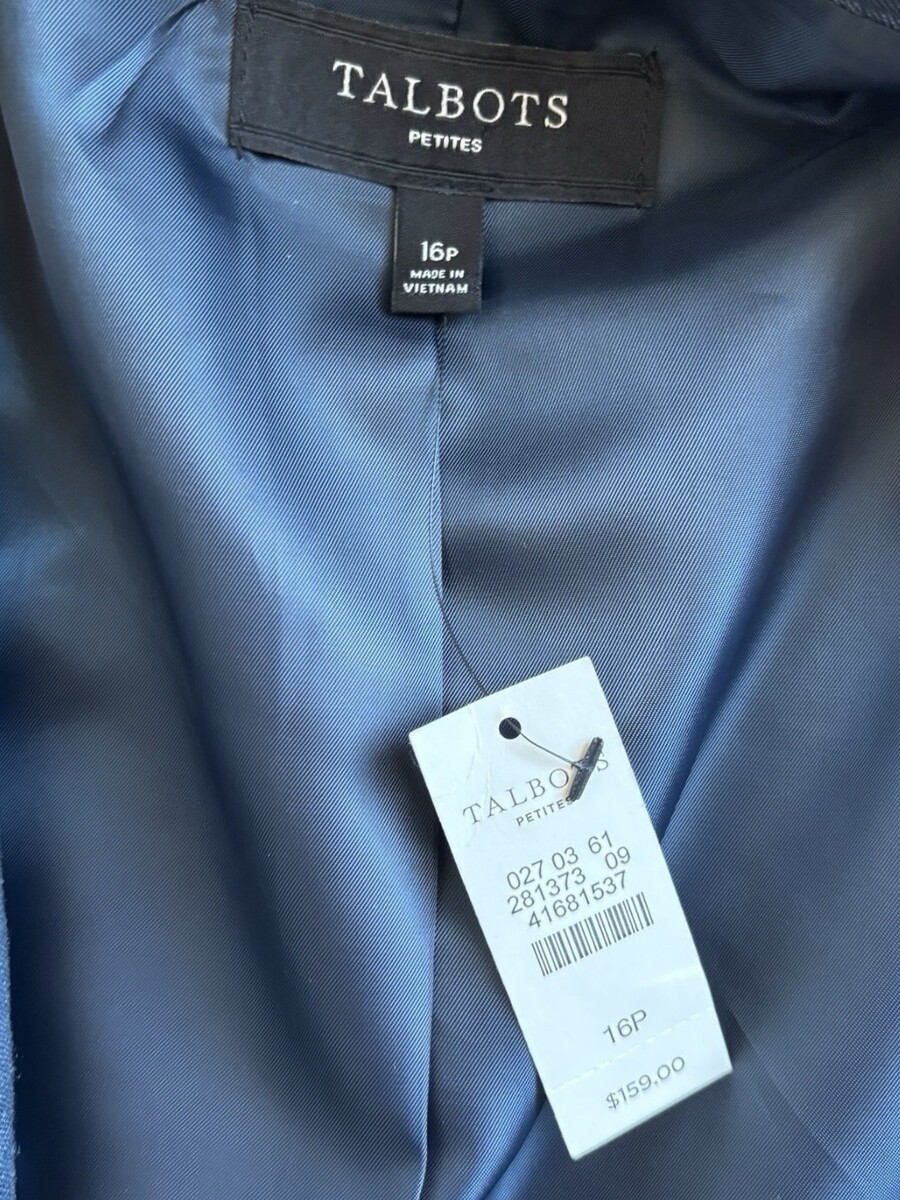 TALBOTS
PETITES
16P
MADE IN
VIETNAM
TALBOTS
PETITES
027 03 61
281373 09
41681537
16P
$159.00